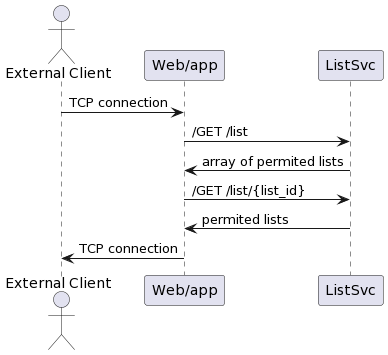 External Client
Web/app
ListSvc
TCP connection
/GET /list
array of permited lists
/GET /list/{list_id}
permited lists
TCP connection
External Client
Web/app
ListSvc